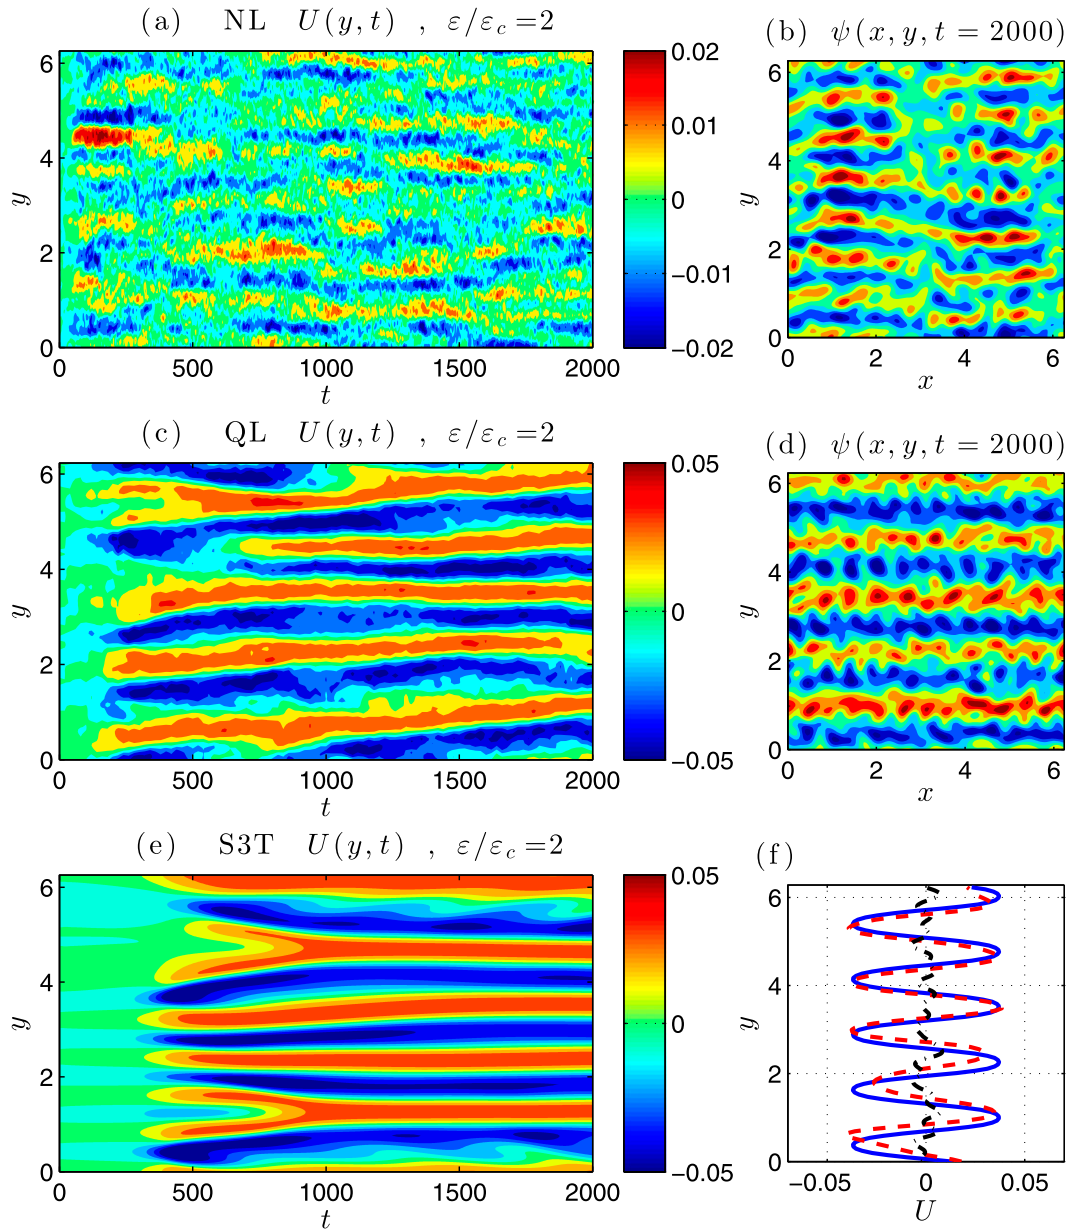 (a) NL U(y,t) , ε/ε_c=2
(b) ψ(x, y, t = 2000)
6
4
2
0
y
0 500 1000 1500 2000
t
0.02
0.01
0
−0.01
−0.02
6
4
2
0
y
0 2 4 6
x
(c) QL U(y,t) , ε/ε_c=2
(d) ψ(x, y, t = 2000)
6
4
2
0
y
0 500 1000 1500 2000
t
0.05
0
−0.05
6
4
2
0
y
0 2 4 6
x
(e) S3T U(y,t) , ε/ε_c=2
(f)
6
4
2
0
y
0 500 1000 1500 2000
t
0.05
0
−0.05
6
4
2
0
y
−0.05 0 0.05
U